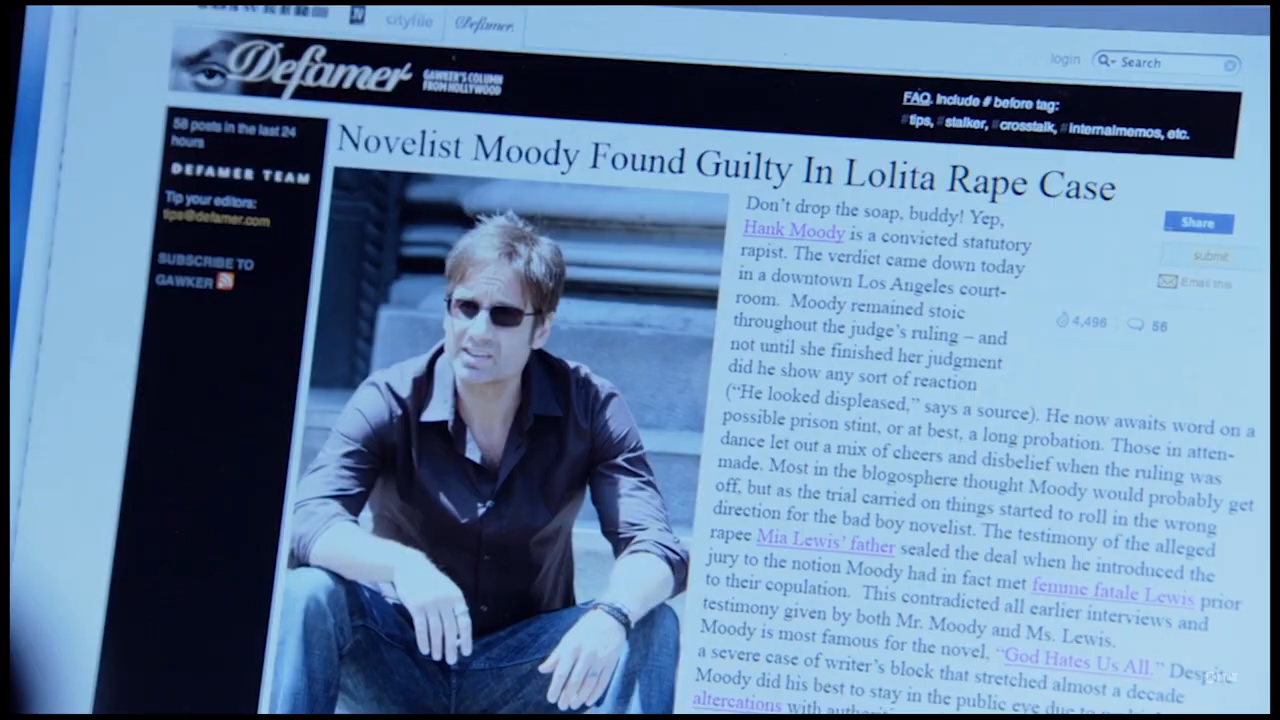 cityfile
Defamer.
login
Search
Defamer
GAWKER'S COLUMN
FROM HOLLYWOOD
FAQ. Include # before tag:
#tips, #stalker, #crosstalk, #internalmemos, etc.
58 posts in the last 24
hours
DEFAMER TEAM
Tip your editors:
tips@defamer.com
SUBSCRIBE TO
GAWKER
Novelist Moody Found Guilty In Lolita Rape Case
Don't drop the soap, buddy! Yep,
Hank Moody is a convicted statutory
rapist. The verdict came down today
in a downtown Los Angeles court-
room. Moody remained stoic
throughout the judge's ruling – and
not until she finished her judgment
did he show any sort of reaction
("He looked displeased," says a source). He now awaits word on a
possible prison stint, or at best, a long probation. Those in atten-
dance let out a mix of cheers and disbelief when the ruling was
made. Most in the blogosphere thought Moody would probably get
off, but as the trial carried on things started to roll in the wrong
direction for the bad boy novelist. The testimony of the alleged
rapee Mia Lewis' father sealed the deal when he introduced the
jury to the notion Moody had in fact met femme fatale Lewis prior
to their copulation. This contradicted all earlier interviews and
testimony given by both Mr. Moody and Ms. Lewis.
Moody is most famous for the novel, "God Hates Us All." Despite
a severe case of writer's block that stretched almost a decade
Moody did his best to stay in the public eye due to
altercations with
Share
submit
Email this
4,496
56